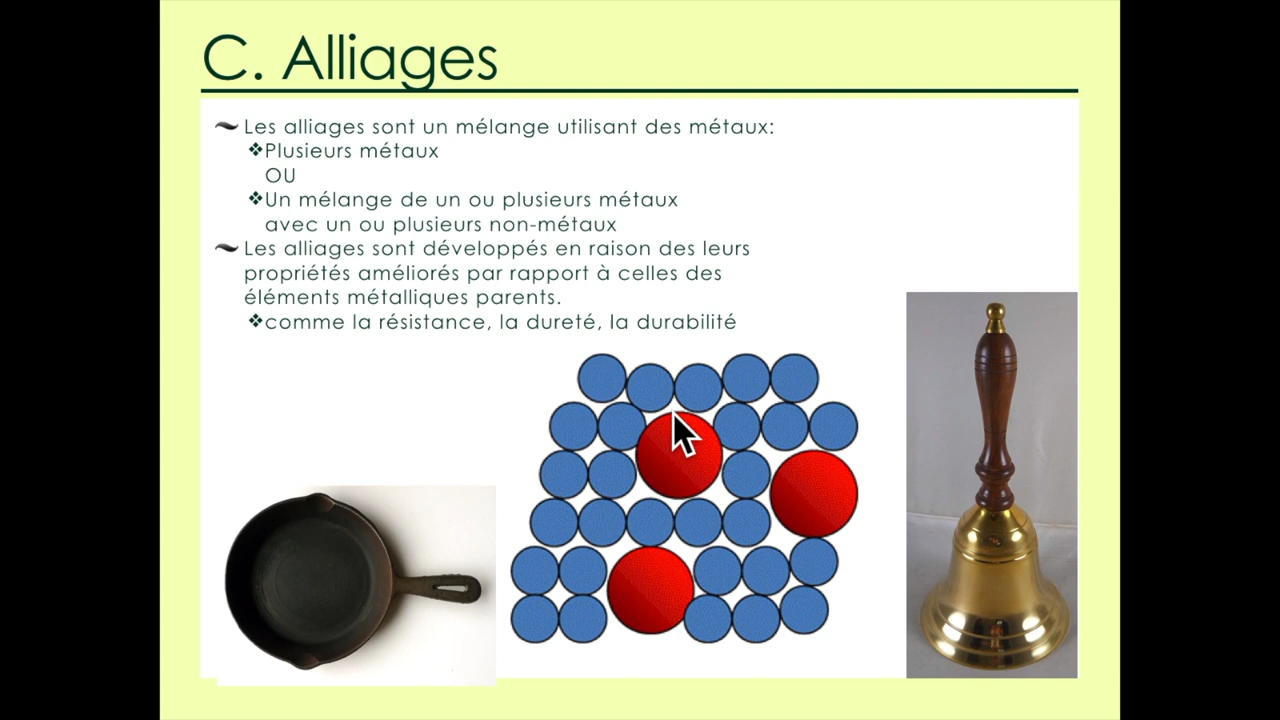 C. Alliages
Les alliages sont un mélange utilisant des métaux:
❖Plusieurs métaux
OU
❖Un mélange de un ou plusieurs métaux
avec un ou plusieurs non-métaux
Les alliages sont développés en raison des leurs
propriétés améliorés par rapport à celles des
éléments métalliques parents.
❖comme la résistance, la dureté, la durabilité